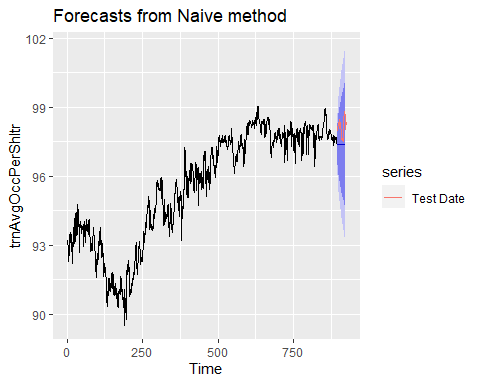 Forecasts from Naive method
102
99
96
93
90
trnAvgOccPerShltr
0
250
500
750
Time
series
Test Date